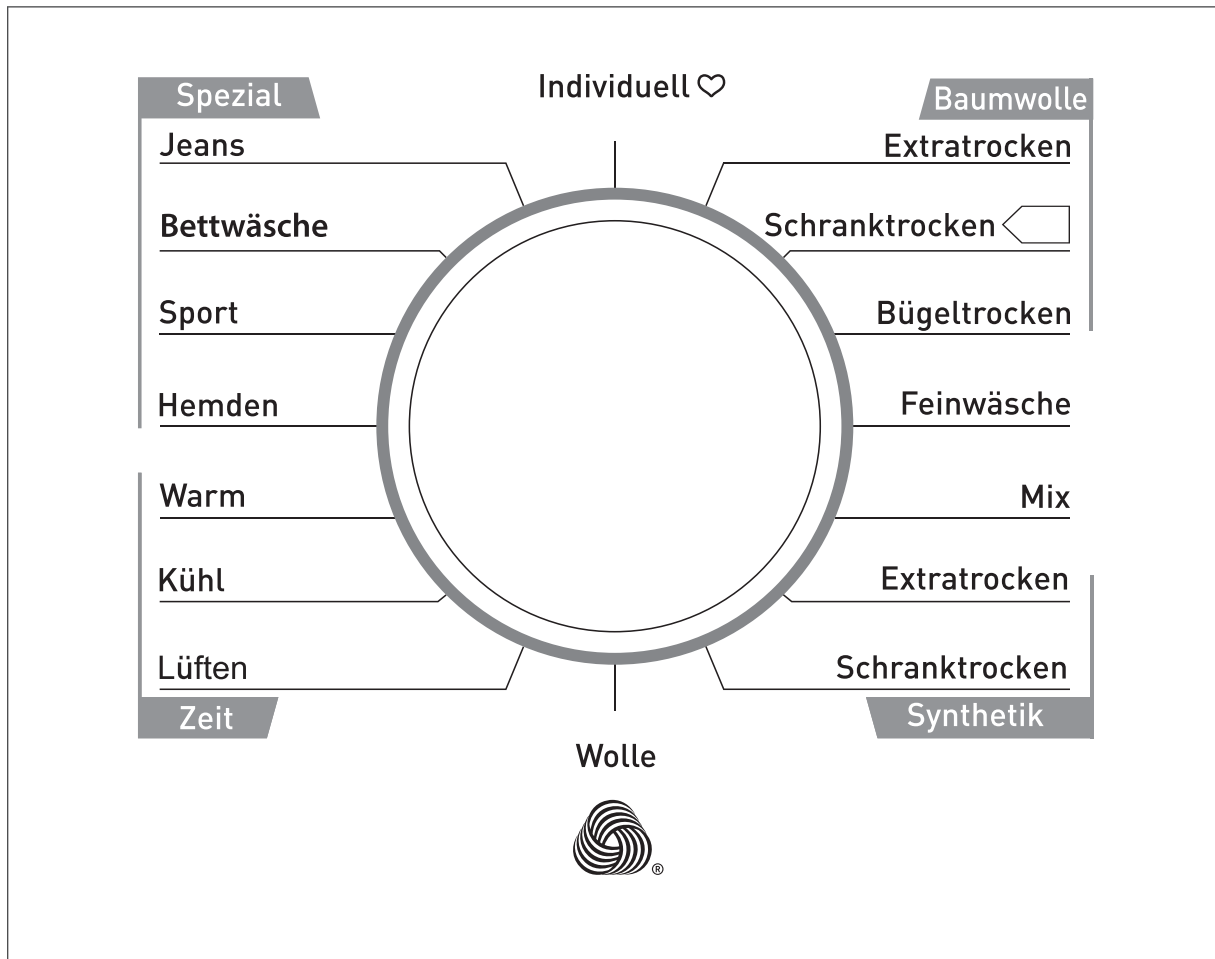 Individuell ♡
Spezial
Jeans
Bettwäsche
Sport
Hemden
Warm
Kühl
Lüften
Zeit
Baumwolle
Extratrocken
Schranktrocken
Bügeltrocken
Feinwäsche
Mix
Extratrocken
Schranktrocken
Synthetik
Wolle
®